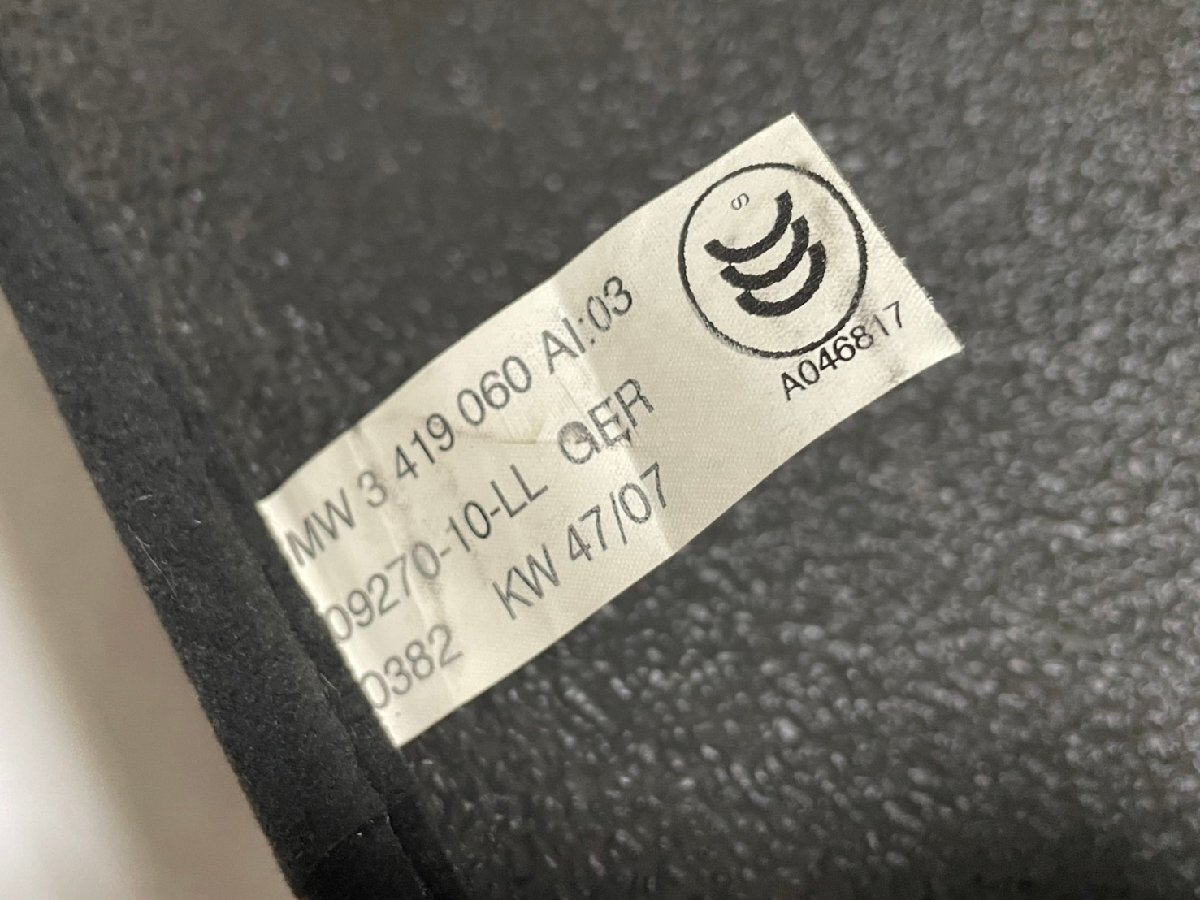 MW 3 419 060 AI:03
09270-10-LL GER
0382 KW 47/07
S
A046817